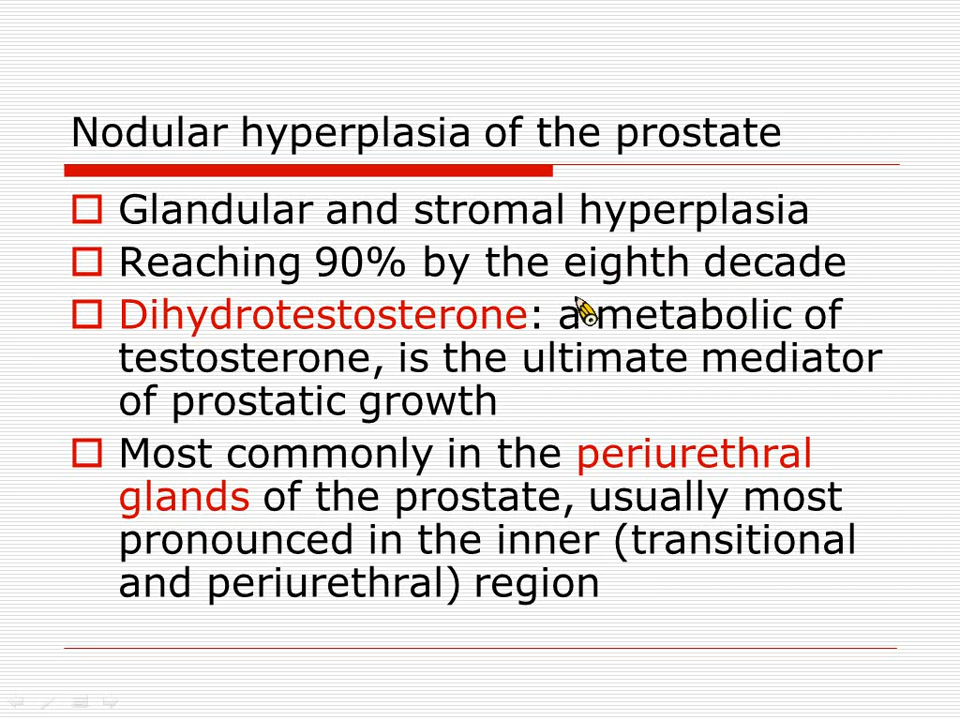 Nodular hyperplasia of the prostate
Glandular and stromal hyperplasia
Reaching 90% by the eighth decade
Dihydrotestosterone: a metabolic of
testosterone, is the ultimate mediator
of prostatic growth
Most commonly in the periurethral
glands of the prostate, usually most
pronounced in the inner (transitional
and periurethral) region